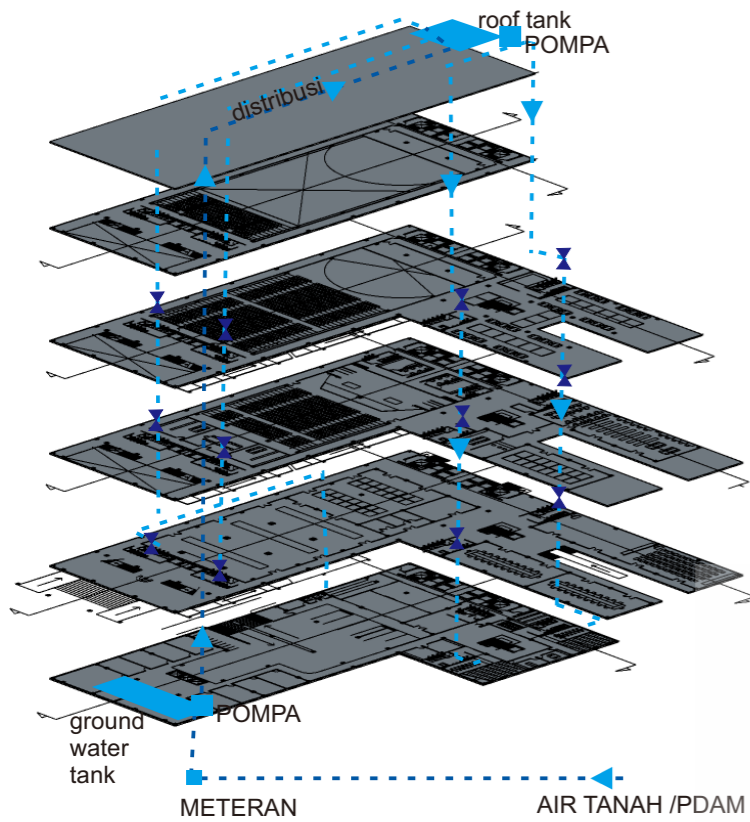 roof tank
POMPA
distribusi
POMPA
ground
water
tank
METERAN
AIR TANAH /PDAM